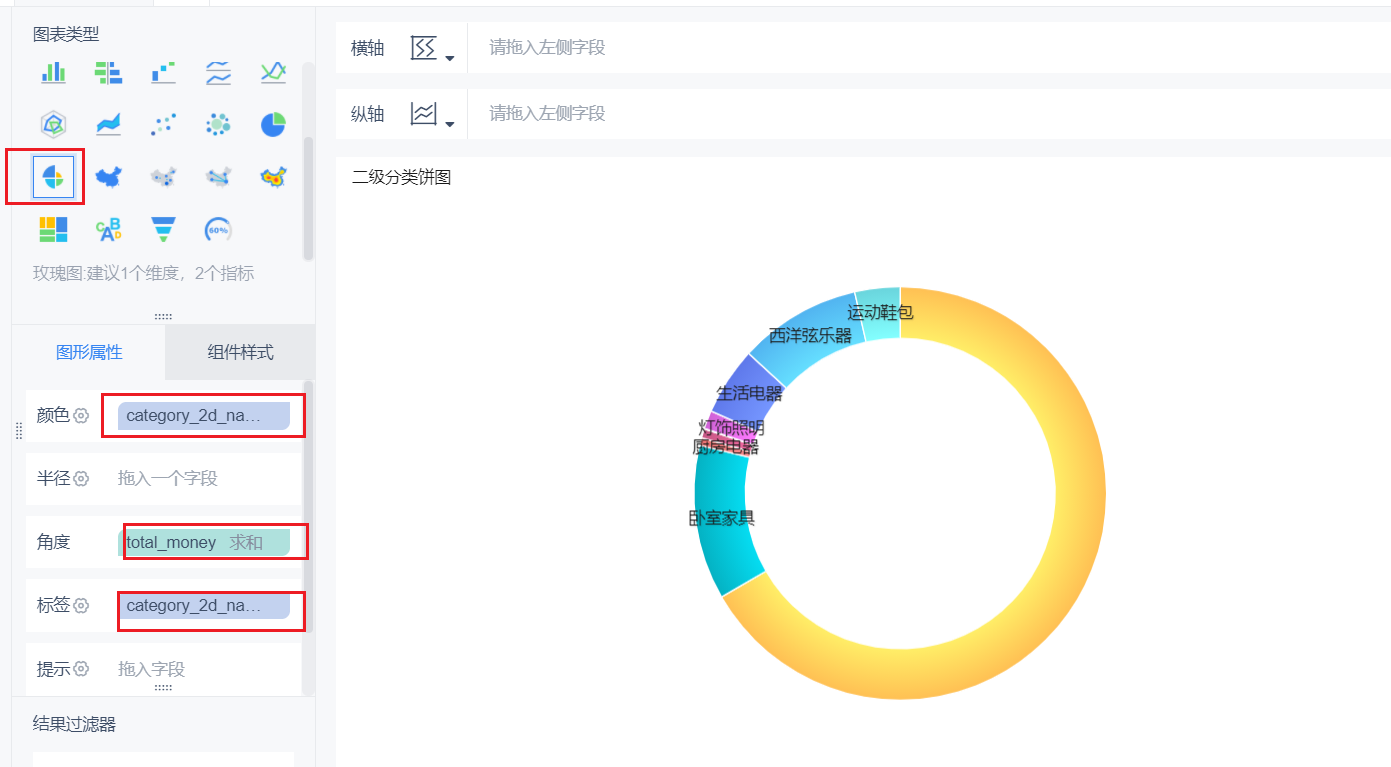 图表类型
60%
C
A
B
D
玫瑰图:建议1个维度，2个指标
图形属性
组件样式
颜色
category_2d_na...
半径
拖入一个字段
角度
total_money 求和
标签
category_2d_na...
提示
拖入字段
结果过滤器
横轴
请拖入左侧字段
纵轴
请拖入左侧字段
二级分类饼图
运动鞋包
西洋弦乐器
生活电器
灯饰照明
厨房电器
卧室家具